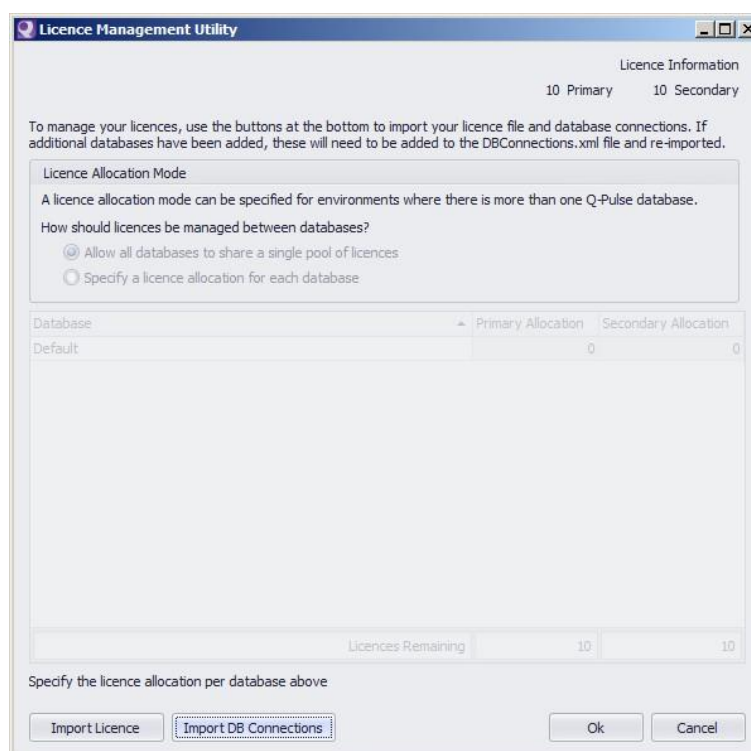 Licence Management Utility
Licence Information
10 Primary 10 Secondary
To manage your licences, use the buttons at the bottom to import your licence file and database connections. If
additional databases have been added, these will need to be added to the DBConnections.xml file and re-imported.
Licence Allocation Mode
A licence allocation mode can be specified for environments where there is more than one Q-Pulse database.
How should licences be managed between databases?
Allow all databases to share a single pool of licences
Specify a licence allocation for each database
Database Primary Allocation Secondary Allocation
Default 0 0
Licences Remaining 10 10
Specify the licence allocation per database above
Import Licence Import DB Connections Ok Cancel